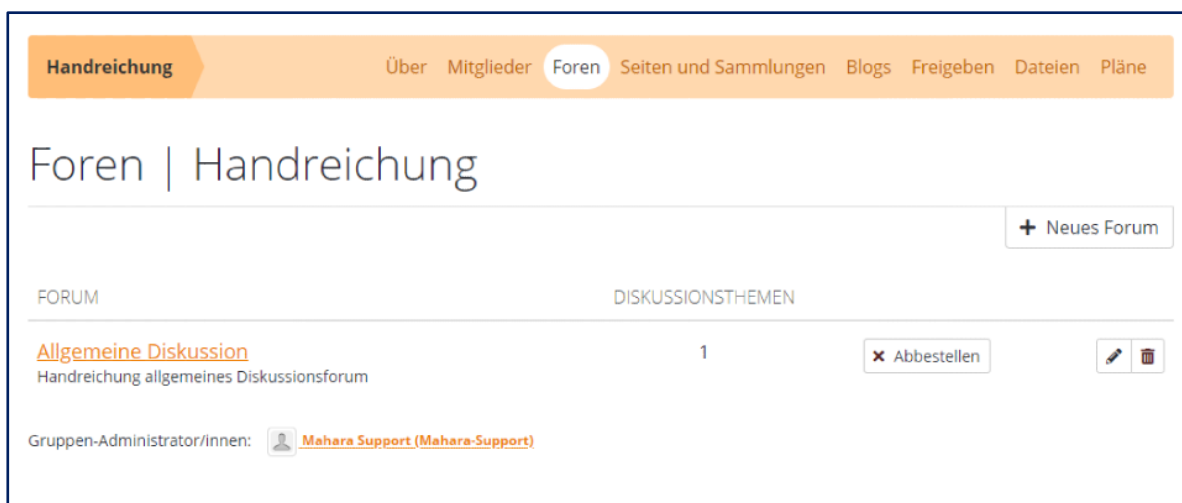 Handreichung Über Mitglieder Foren Seiten und Sammlungen Blogs Freigeben Dateien Pläne
Foren | Handreichung
+ Neues Forum
FORUM DISKUSSIONSTHEMEN
Allgemeine Diskussion 1 × Abbestellen
Handreichung allgemeines Diskussionsforum
Gruppen-Administrator/innen: Mahara Support (Mahara-Support)